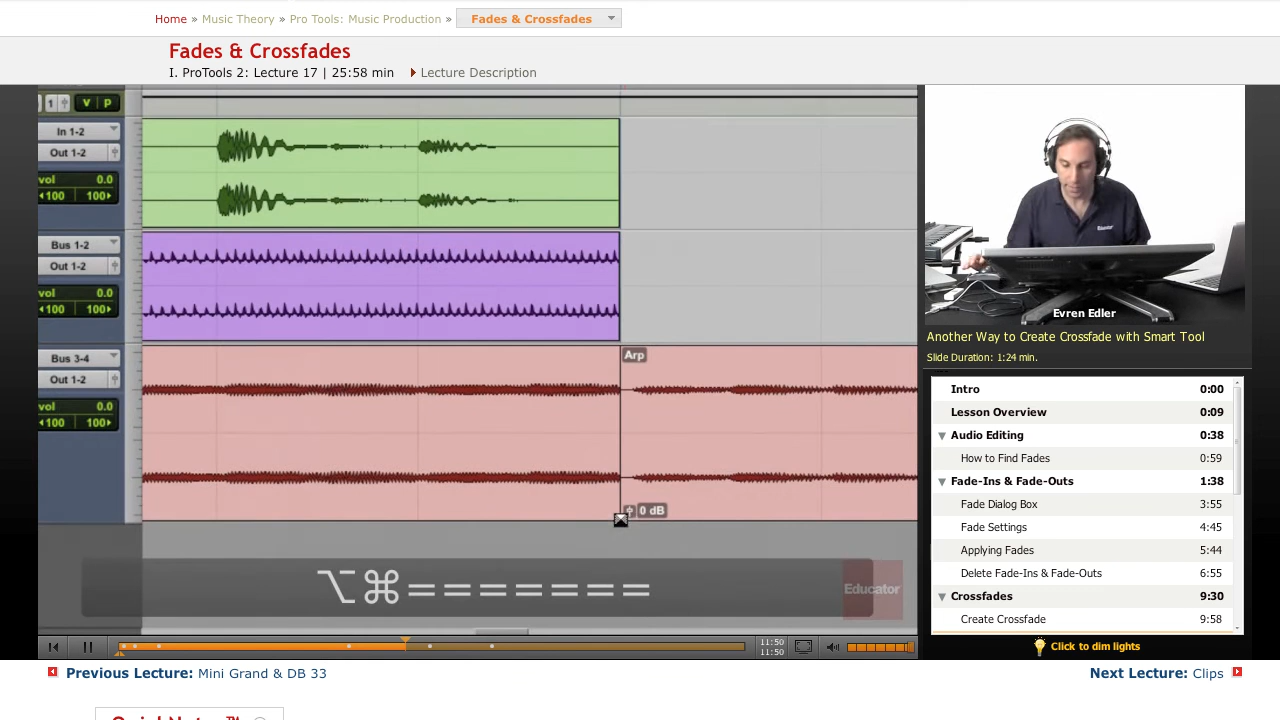 Home » Music Theory » Pro Tools: Music Production » Fades & Crossfades
Fades & Crossfades
I. ProTools 2: Lecture 17 | 25:58 min Lecture Description
1 V P
In 1-2
Out 1-2
vol 0.0
100 100
Bus 1-2
Out 1-2
vol 0.0
100 100
Bus 3-4
Out 1-2
vol 0.0
100 100
Arp
0 dB
⌥⌘=======
Educator
Educator
Evren Edler
Another Way to Create Crossfade with Smart Tool
Slide Duration: 1:24 min.
Intro 0:00
Lesson Overview 0:09
Audio Editing 0:38
How to Find Fades 0:59
Fade-Ins & Fade-Outs 1:38
Fade Dialog Box 3:55
Fade Settings 4:45
Applying Fades 5:44
Delete Fade-Ins & Fade-Outs 6:55
Crossfades 9:30
Create Crossfade 9:58
11:50
11:50
Click to dim lights
Previous Lecture: Mini Grand & DB 33
Next Lecture: Clips